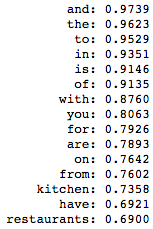 and: 0.9739
the: 0.9623
to: 0.9529
in: 0.9351
is: 0.9146
of: 0.9135
with: 0.8760
you: 0.8063
for: 0.7926
are: 0.7893
on: 0.7642
from: 0.7602
kitchen: 0.7358
have: 0.6921
restaurants: 0.6900